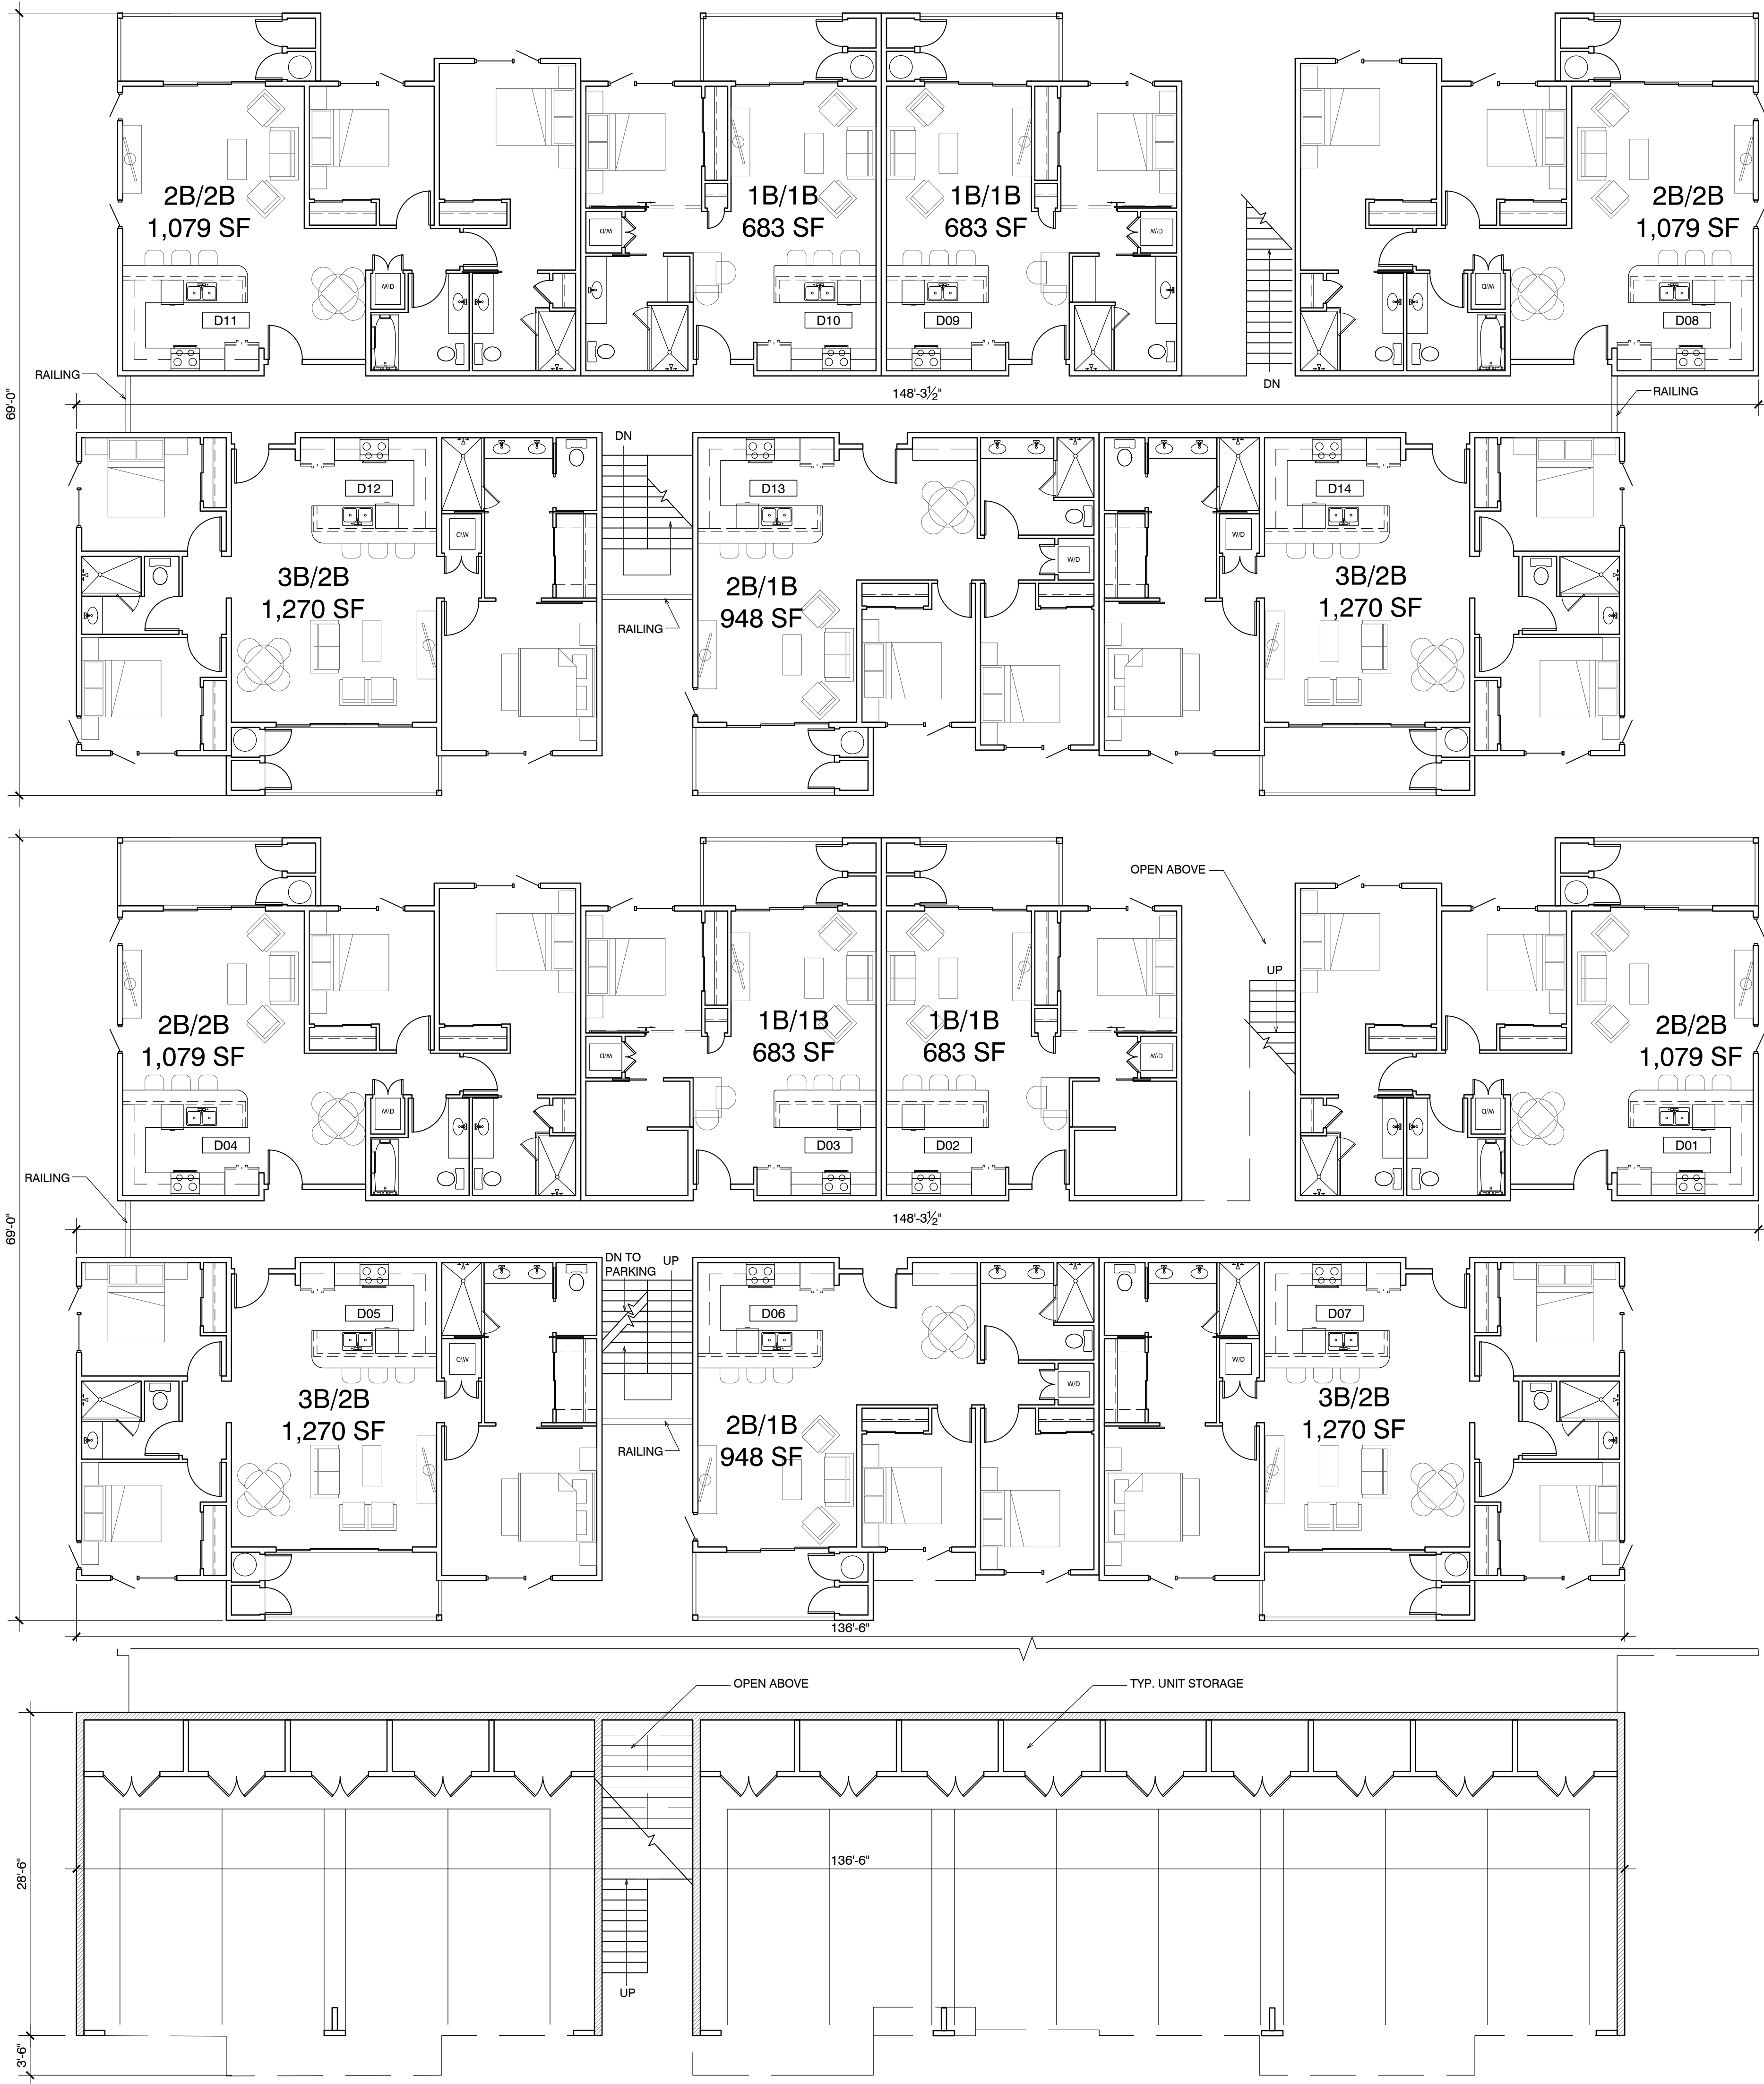 2B/2B
1,079 SF
1B/1B
683 SF
1B/1B
683 SF
2B/2B
1,079 SF
W/D
W/D
W/D
W/D
W/D
D11
D10
D09
D08
DN
RAILING
RAILING
69'-0"
148'-3½"
DN
D12
D13
D14
W/D
W/D
W/D
3B/2B
1,270 SF
2B/1B
948 SF
3B/2B
1,270 SF
RAILING
OPEN ABOVE
UP
2B/2B
1,079 SF
1B/1B
683 SF
1B/1B
683 SF
2B/2B
1,079 SF
W/D
W/D
W/D
W/D
D04
D03
D02
D01
RAILING
69'-0"
148'-3½"
DN TO
PARKING
UP
D05
D06
D07
W/D
W/D
W/D
3B/2B
1,270 SF
2B/1B
948 SF
3B/2B
1,270 SF
RAILING
136'-6"
OPEN ABOVE
TYP. UNIT STORAGE
28'-6"
136'-6"
UP
3'-6"